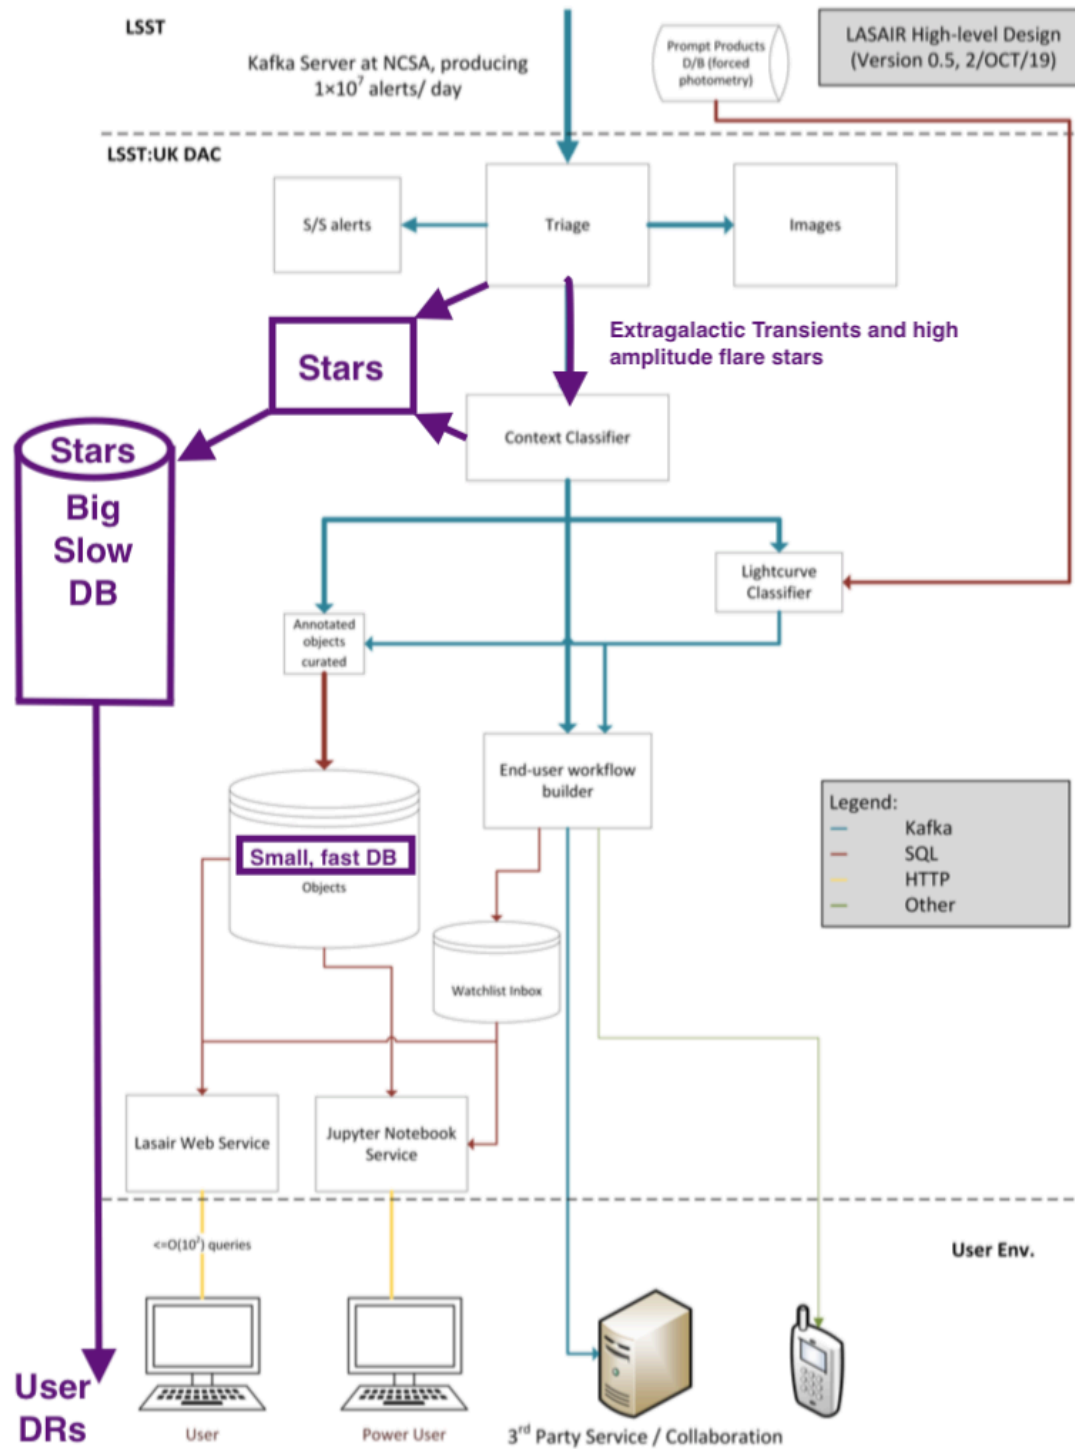 LSST
Kafka Server at NCSA, producing
1×10⁷ alerts/ day
Prompt Products
D/B (forced
photometry)
LASAIR High-level Design
(Version 0.5, 2/OCT/19)
LSST:UK DAC
S/S alerts
Triage
Images
Extragalactic Transients and high
amplitude flare stars
Stars
Context Classifier
Stars
Big
Slow
DB
Lightcurve
Classifier
Annotated
objects
curated
End-user workflow
builder
Legend:
Kafka
SQL
HTTP
Other
Small, fast DB
Objects
Watchlist Inbox
Lasair Web Service
Jupyter Notebook
Service
<=O(10²) queries
User Env.
User
DRs
User
Power User
3rd Party Service / Collaboration